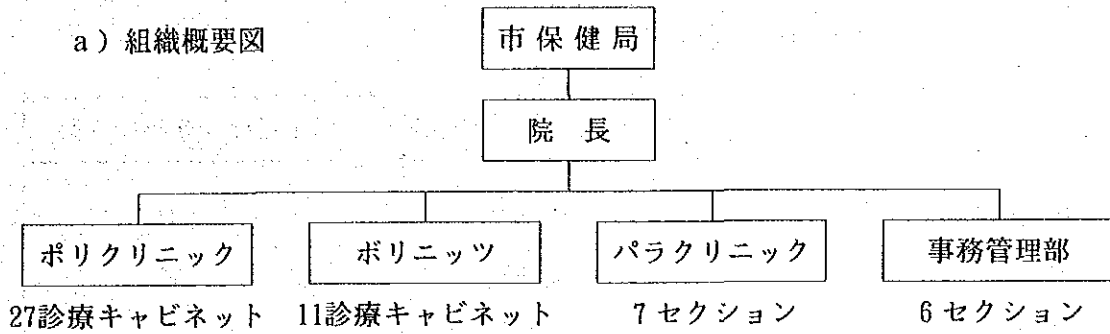 a）組織概要図
市保健局
院長
ポリクリニック
ボリニッツ
パラクリニック
事務管理部
27診療キャビネット
11診療キャビネット
7セクション
6セクション